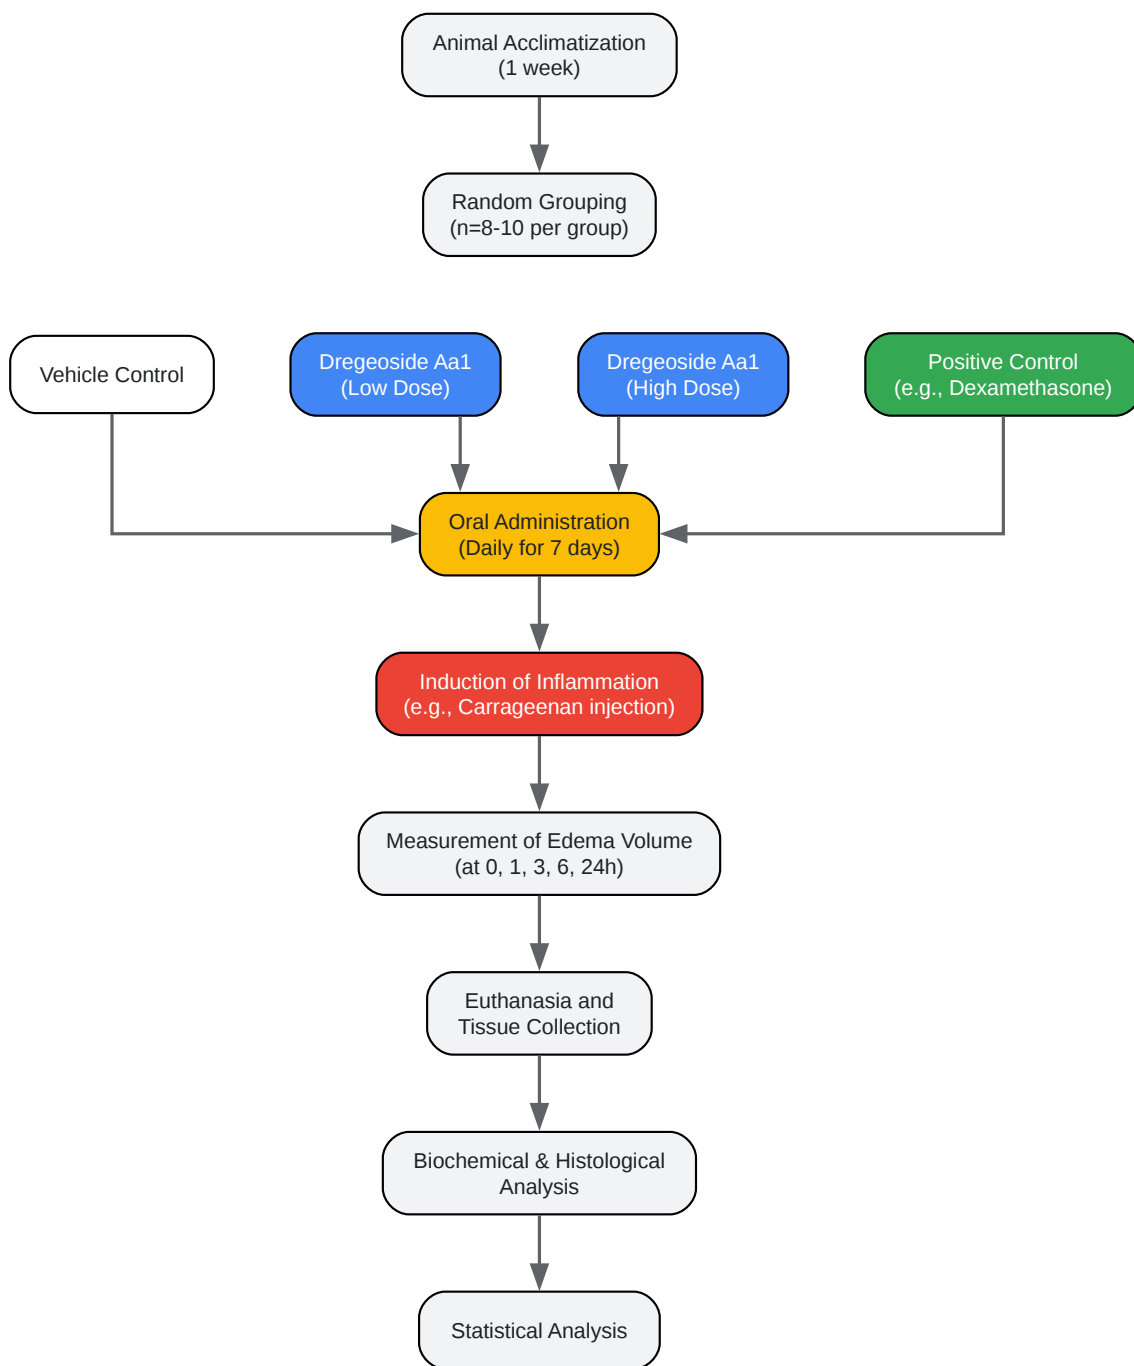 Animal Acclimatization
(1 week)
Random Grouping
(n=8-10 per group)
Vehicle Control
Dregeoside Aa1
(Low Dose)
Dregeoside Aa1
(High Dose)
Positive Control
(e.g., Dexamethasone)
Oral Administration
(Daily for 7 days)
Induction of Inflammation
(e.g., Carrageenan injection)
Measurement of Edema Volume
(at 0, 1, 3, 6, 24h)
Euthanasia and
Tissue Collection
Biochemical & Histological
Analysis
Statistical Analysis